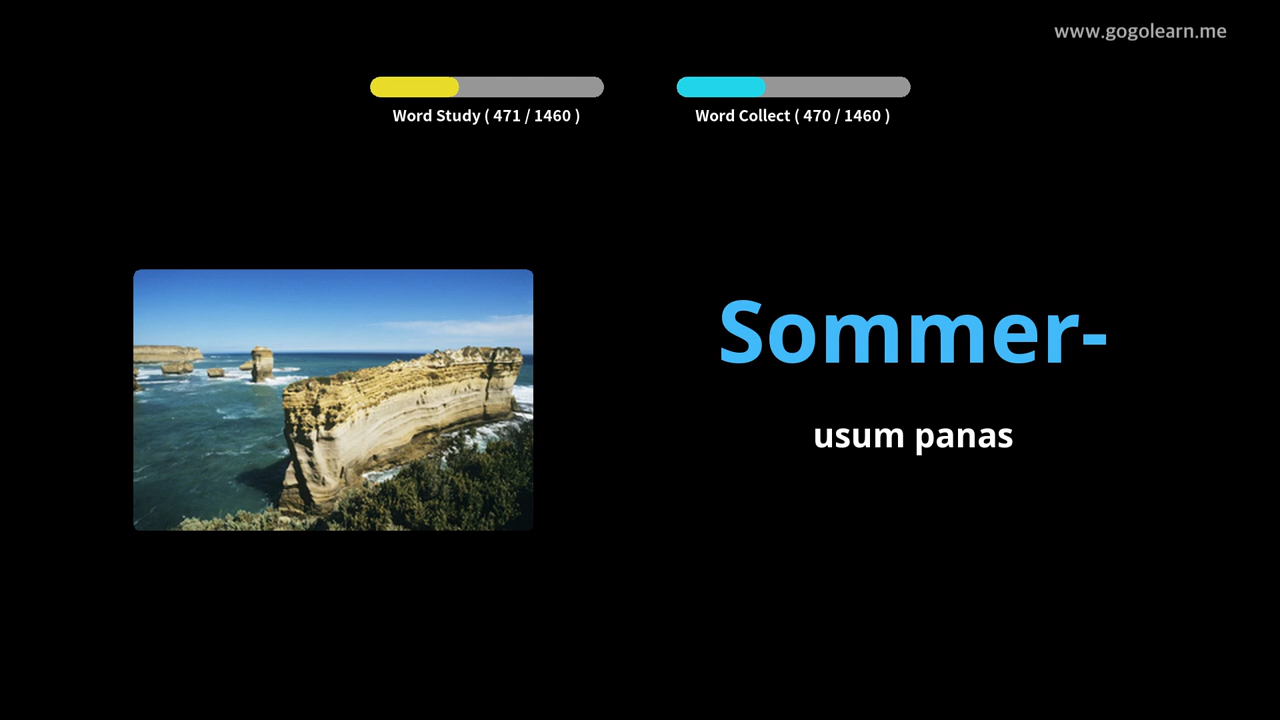 www.gogolearn.me
Word Study ( 471 / 1460 )
Word Collect ( 470 / 1460 )
Sommer-
usum panas